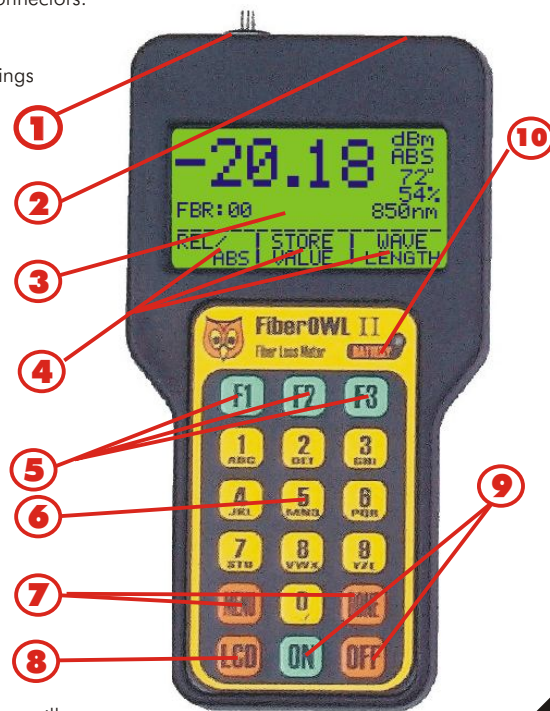 onnectors.
ings
1
2
10
-20.18 dBm
ABS
72°
54%
FBR:00 850nm
3
REL/ STORE WAVE
ABS VALUE LENGTH
4
FiberOWL II
Fiber Loss Meter BATTERY
F1 F2 F3
5
1 2 3
ABC DEF GHI
9
6
4 5 6
JKL MNO PQR
7 8 9
STU VWX Y/Z
7
MENU 0 DONE
8
LCD ON OFF